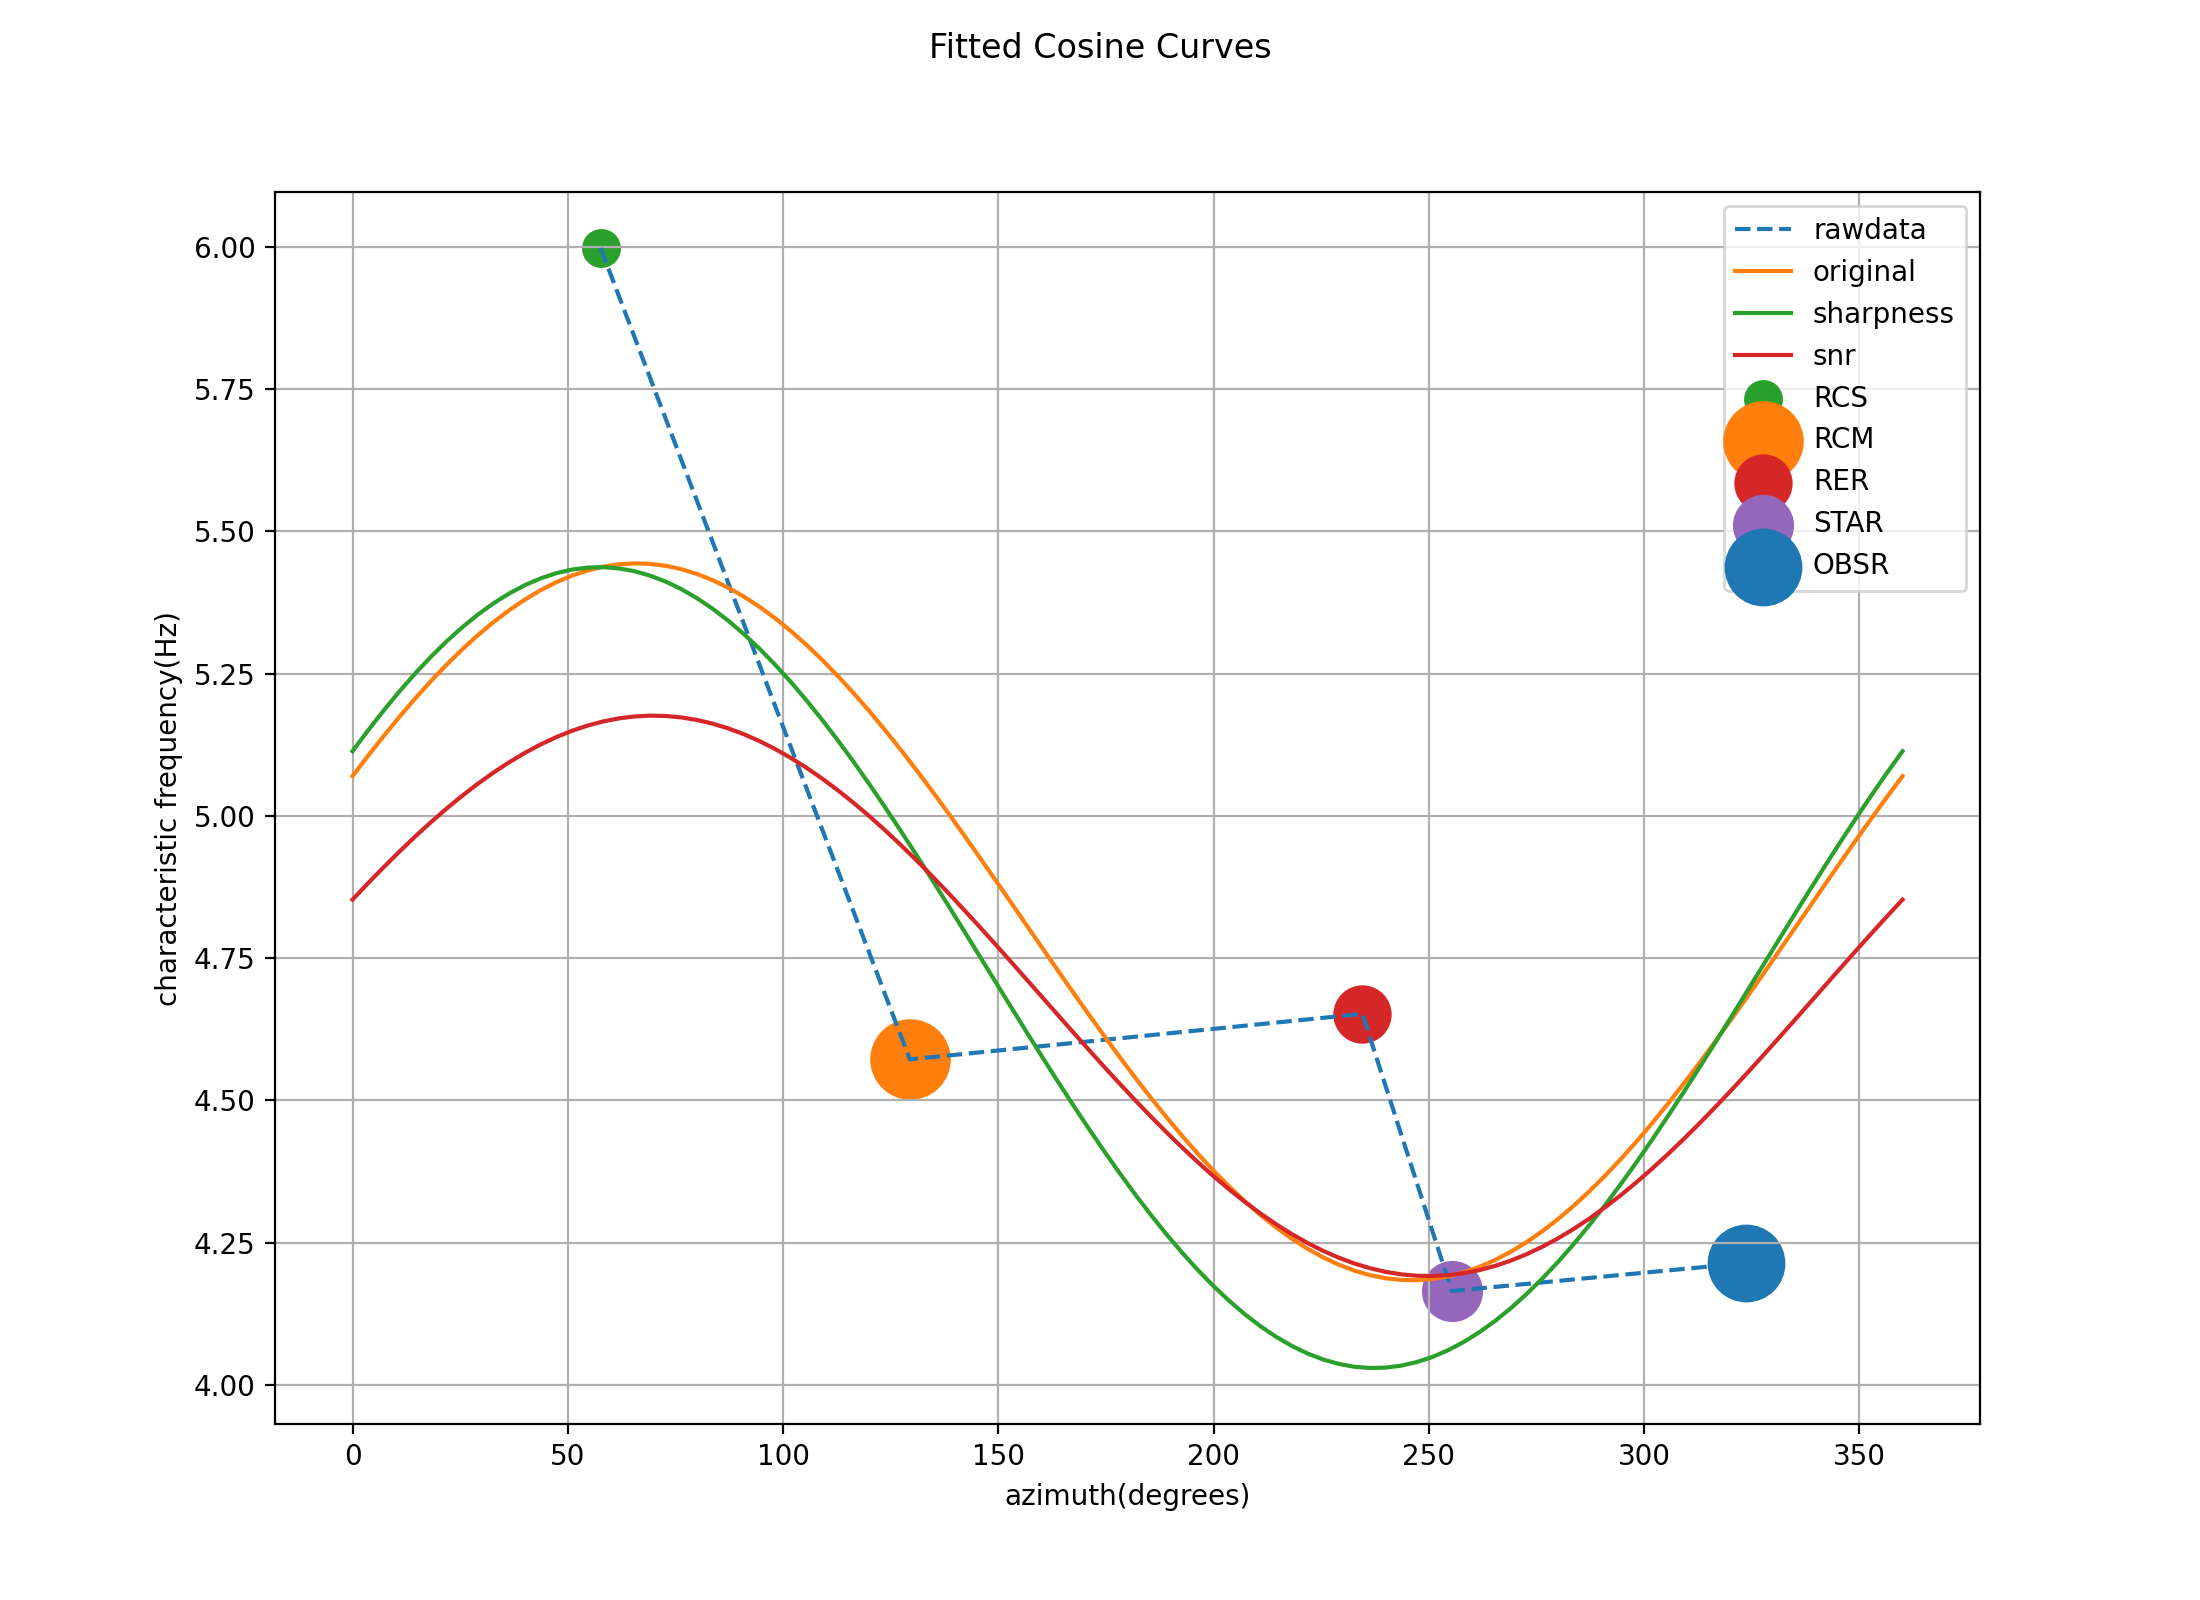 Fitted Cosine Curves
6.00
5.75
5.50
5.25
5.00
4.75
4.50
4.25
4.00
characteristic frequency(Hz)
rawdata
original
sharpness
snr
RCS
RCM
RER
STAR
OBSR
0 50 100 150 200 250 300 350
azimuth(degrees)